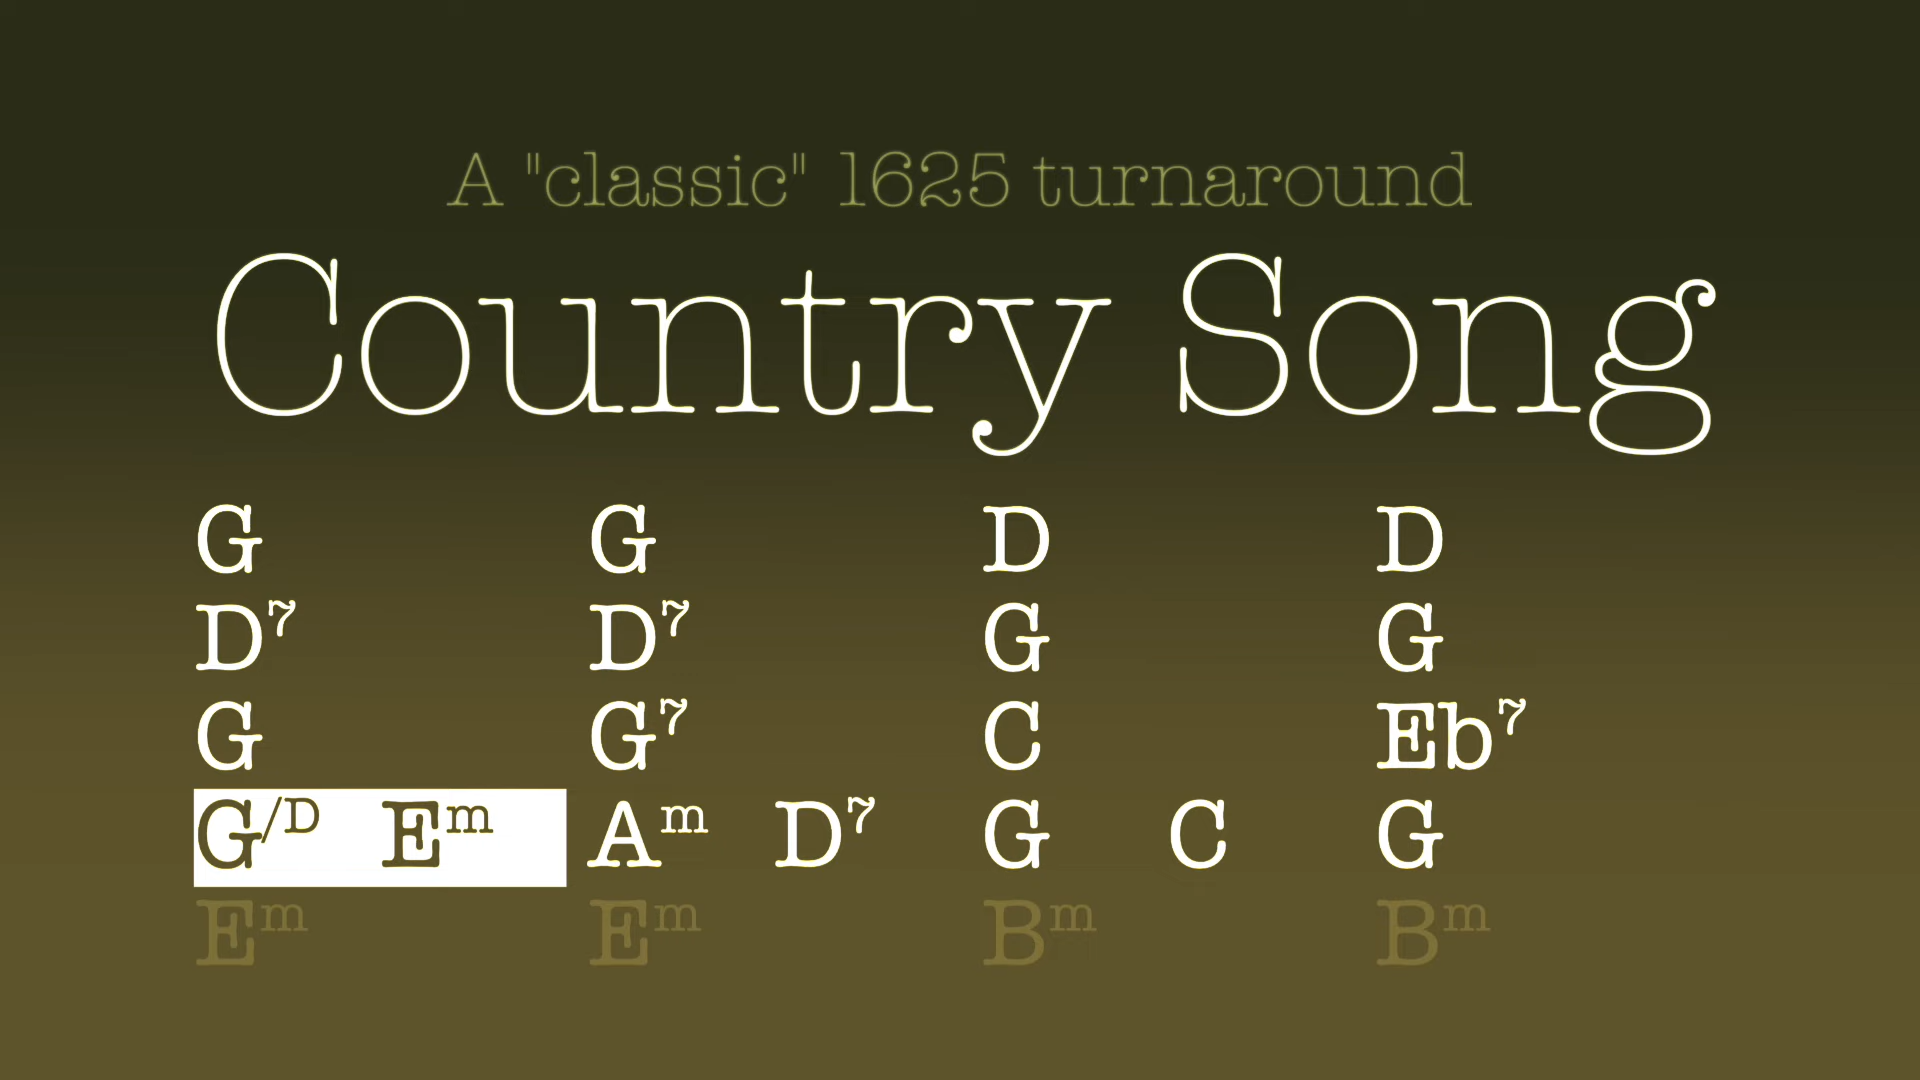 A "classic" 1625 turnaround
Country Song
G G D D
D7 D7 G G
G G7 C Eb7
G/D Em Am D7 G C G
Em Em Bm Bm